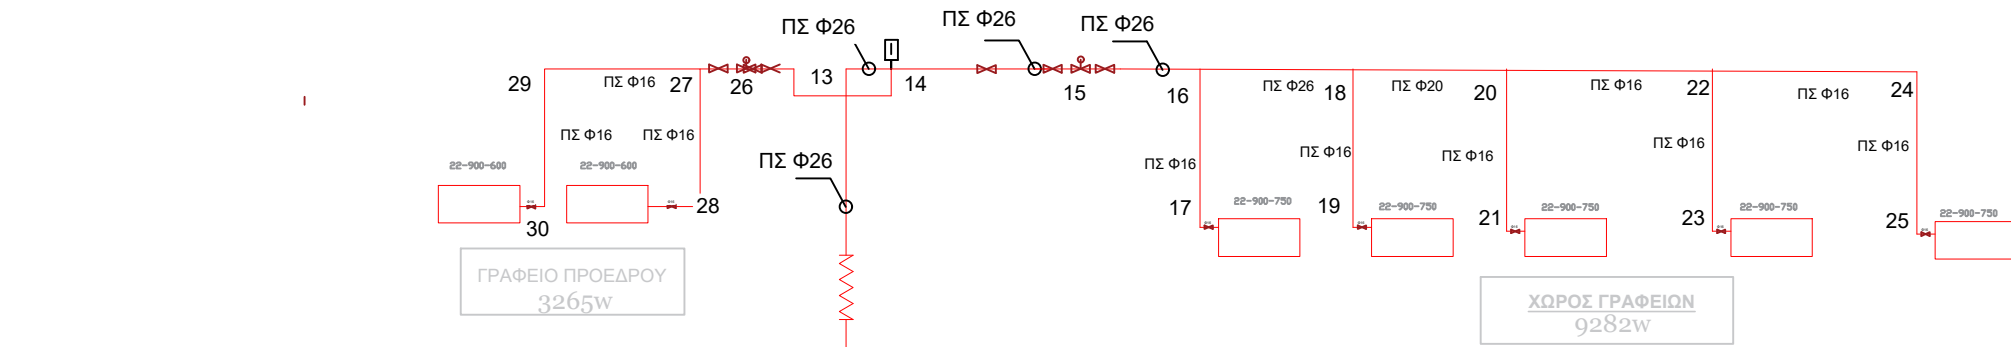 ΠΣ Φ26
ΠΣ Φ26
ΠΣ Φ26
29
ΠΣ Φ16
27
26
13
14
15
16
ΠΣ Φ26
18
ΠΣ Φ20
20
ΠΣ Φ16
22
ΠΣ Φ16
24
ΠΣ Φ16
ΠΣ Φ16
ΠΣ Φ26
ΠΣ Φ16
ΠΣ Φ16
ΠΣ Φ16
ΠΣ Φ16
ΠΣ Φ16
22-900-600
22-900-600
28
30
17
22-900-750
19
22-900-750
21
22-900-750
23
22-900-750
25
22-900-750
ΓΡΑΦΕΙΟ ΠΡΟΕΔΡΟΥ
3265w
ΧΩΡΟΣ ΓΡΑΦΕΙΩΝ
9282w